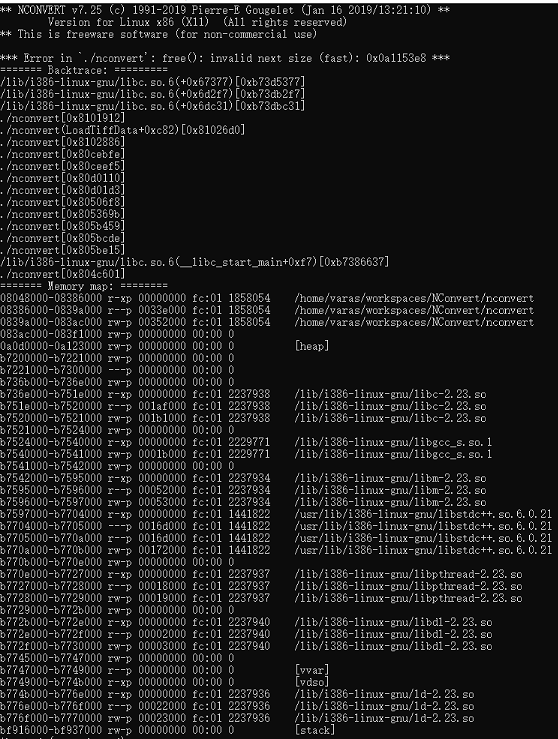 ** NCONVERT v7.25 (c) 1991-2019 Pierre-E Gougelet (Jan 16 2019/13:21:10) **
Version for Linux x86 (X11) (All rights reserved)
** This is freeware software (for non-commercial use)
*** Error in `./nconvert': free(): invalid next size (fast): 0x0a1153e8 ***
======= Backtrace: =========
/lib/i386-linux-gnu/libc.so.6(+0x67377)[0xb73d5377]
/lib/i386-linux-gnu/libc.so.6(+0x6d2f7)[0xb73db2f7]
/lib/i386-linux-gnu/libc.so.6(+0x6dc31)[0xb73dbc31]
./nconvert[0x8101912]
./nconvert(LoadTiffData+0xc82)[0x81026d0]
./nconvert[0x8102886]
./nconvert[0x80cebfe]
./nconvert[0x80ceef5]
./nconvert[0x80d0110]
./nconvert[0x80d01d3]
./nconvert[0x80506f8]
./nconvert[0x805369b]
./nconvert[0x805b459]
./nconvert[0x805bcde]
./nconvert[0x805be15]
/lib/i386-linux-gnu/libc.so.6(__libc_start_main+0xf7)[0xb7386637]
./nconvert[0x804c601]
======= Memory map: ========
08048000-08386000 r-xp 00000000 fc:01 1858054 /home/varas/workspaces/NConvert/nconvert
08386000-0839a000 r--p 0033e000 fc:01 1858054 /home/varas/workspaces/NConvert/nconvert
0839a000-083ac000 rw-p 00352000 fc:01 1858054 /home/varas/workspaces/NConvert/nconvert
083ac000-083f1000 rw-p 00000000 00:00 0
0a0d0000-0a123000 rw-p 00000000 00:00 0 [heap]
b7200000-b7221000 rw-p 00000000 00:00 0
b7221000-b7300000 ---p 00000000 00:00 0
b736b000-b736e000 rw-p 00000000 00:00 0
b736e000-b751e000 r-xp 00000000 fc:01 2237938 /lib/i386-linux-gnu/libc-2.23.so
b751e000-b7520000 r--p 001af000 fc:01 2237938 /lib/i386-linux-gnu/libc-2.23.so
b7520000-b7521000 rw-p 001b1000 fc:01 2237938 /lib/i386-linux-gnu/libc-2.23.so
b7521000-b7524000 rw-p 00000000 00:00 0
b7524000-b7540000 r-xp 00000000 fc:01 2229771 /lib/i386-linux-gnu/libgcc_s.so.1
b7540000-b7541000 rw-p 0001b000 fc:01 2229771 /lib/i386-linux-gnu/libgcc_s.so.1
b7541000-b7542000 rw-p 00000000 00:00 0
b7542000-b7595000 r-xp 00000000 fc:01 2237934 /lib/i386-linux-gnu/libm-2.23.so
b7595000-b7596000 r--p 00052000 fc:01 2237934 /lib/i386-linux-gnu/libm-2.23.so
b7596000-b7597000 rw-p 00053000 fc:01 2237934 /lib/i386-linux-gnu/libm-2.23.so
b7597000-b7704000 r-xp 00000000 fc:01 1441822 /usr/lib/i386-linux-gnu/libstdc++.so.6.0.21
b7704000-b7705000 ---p 0016d000 fc:01 1441822 /usr/lib/i386-linux-gnu/libstdc++.so.6.0.21
b7705000-b770a000 r--p 0016d000 fc:01 1441822 /usr/lib/i386-linux-gnu/libstdc++.so.6.0.21
b770a000-b770b000 rw-p 00172000 fc:01 1441822 /usr/lib/i386-linux-gnu/libstdc++.so.6.0.21
b770b000-b770e000 rw-p 00000000 00:00 0
b770e000-b7727000 r-xp 00000000 fc:01 2237937 /lib/i386-linux-gnu/libpthread-2.23.so
b7727000-b7728000 r--p 00018000 fc:01 2237937 /lib/i386-linux-gnu/libpthread-2.23.so
b7728000-b7729000 rw-p 00019000 fc:01 2237937 /lib/i386-linux-gnu/libpthread-2.23.so
b7729000-b772b000 rw-p 00000000 00:00 0
b772b000-b772e000 r-xp 00000000 fc:01 2237940 /lib/i386-linux-gnu/libdl-2.23.so
b772e000-b772f000 r--p 00002000 fc:01 2237940 /lib/i386-linux-gnu/libdl-2.23.so
b772f000-b7730000 rw-p 00003000 fc:01 2237940 /lib/i386-linux-gnu/libdl-2.23.so
b7745000-b7747000 rw-p 00000000 00:00 0
b7747000-b7749000 r--p 00000000 00:00 0 [vvar]
b7749000-b774b000 r-xp 00000000 00:00 0 [vdso]
b774b000-b776e000 r-xp 00000000 fc:01 2237936 /lib/i386-linux-gnu/ld-2.23.so
b776e000-b776f000 r--p 00022000 fc:01 2237936 /lib/i386-linux-gnu/ld-2.23.so
b776f000-b7770000 rw-p 00023000 fc:01 2237936 /lib/i386-linux-gnu/ld-2.23.so
bf916000-bf937000 rw-p 00000000 00:00 0 [stack]